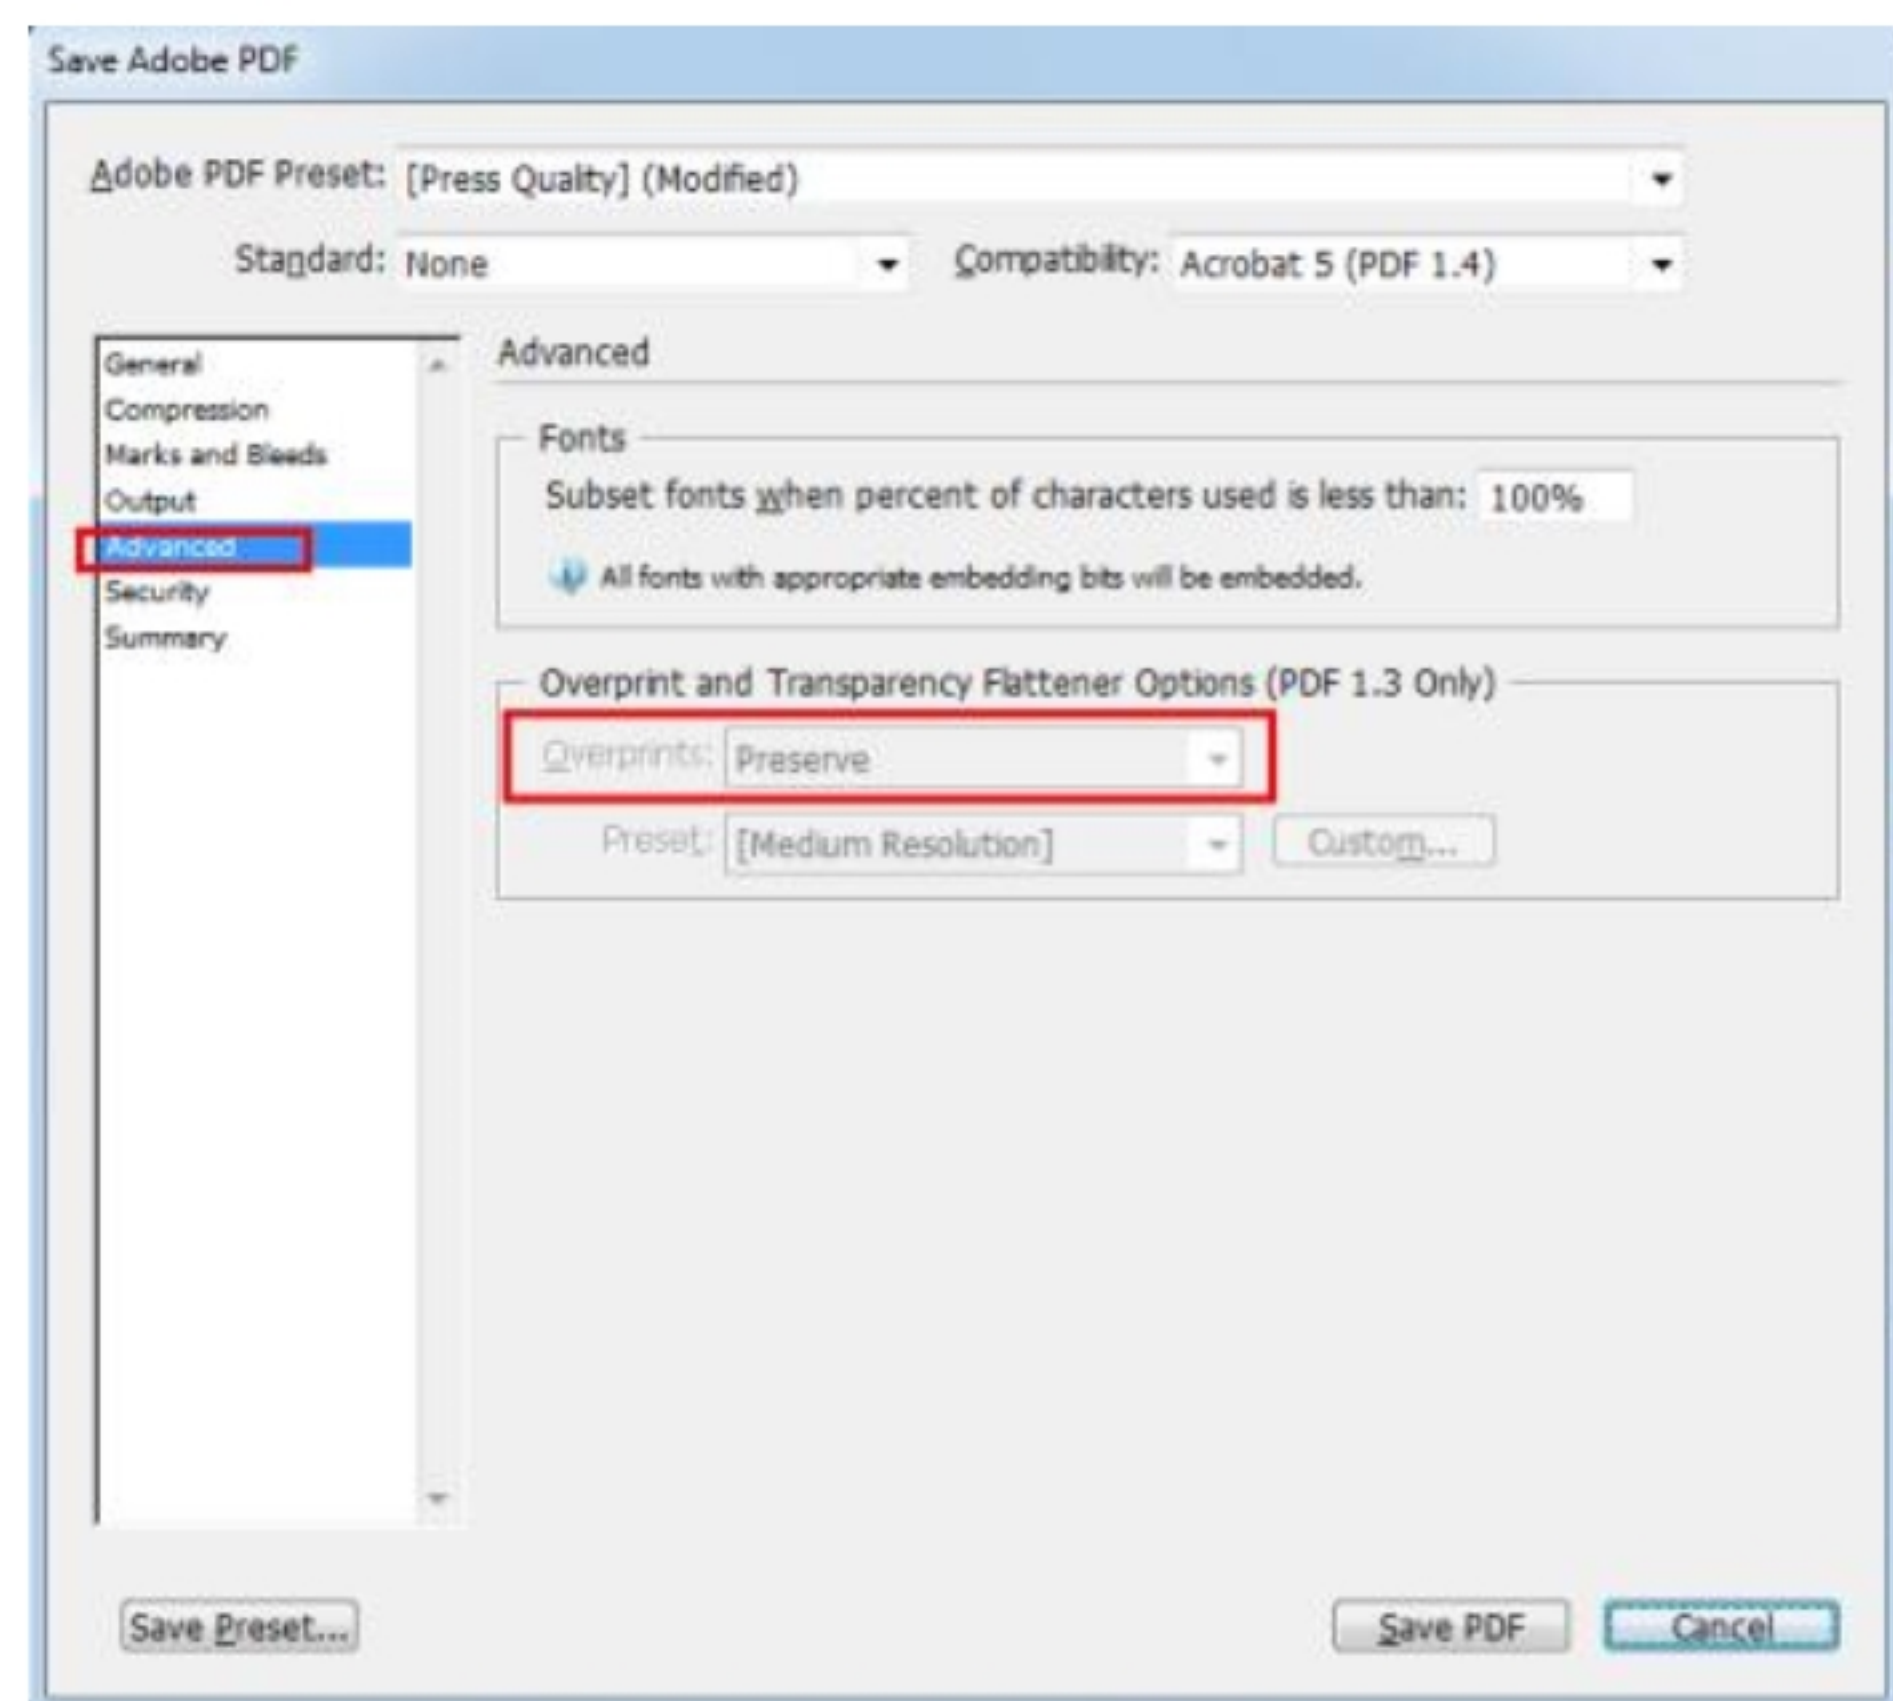 Save Adobe PDF
Adobe PDF Preset: [Press Quality] (Modified)
Standard: None Compatibility: Acrobat 5 (PDF 1.4)
General
Compression
Marks and Bleeds
Output
Advanced
Security
Summary
Advanced
Fonts
Subset fonts when percent of characters used is less than: 100%
All fonts with appropriate embedding bits will be embedded.
Overprint and Transparency Flattener Options (PDF 1.3 Only)
Overprints: Preserve
Preset: [Medium Resolution] Custom...
Save Preset... Save PDF Cancel